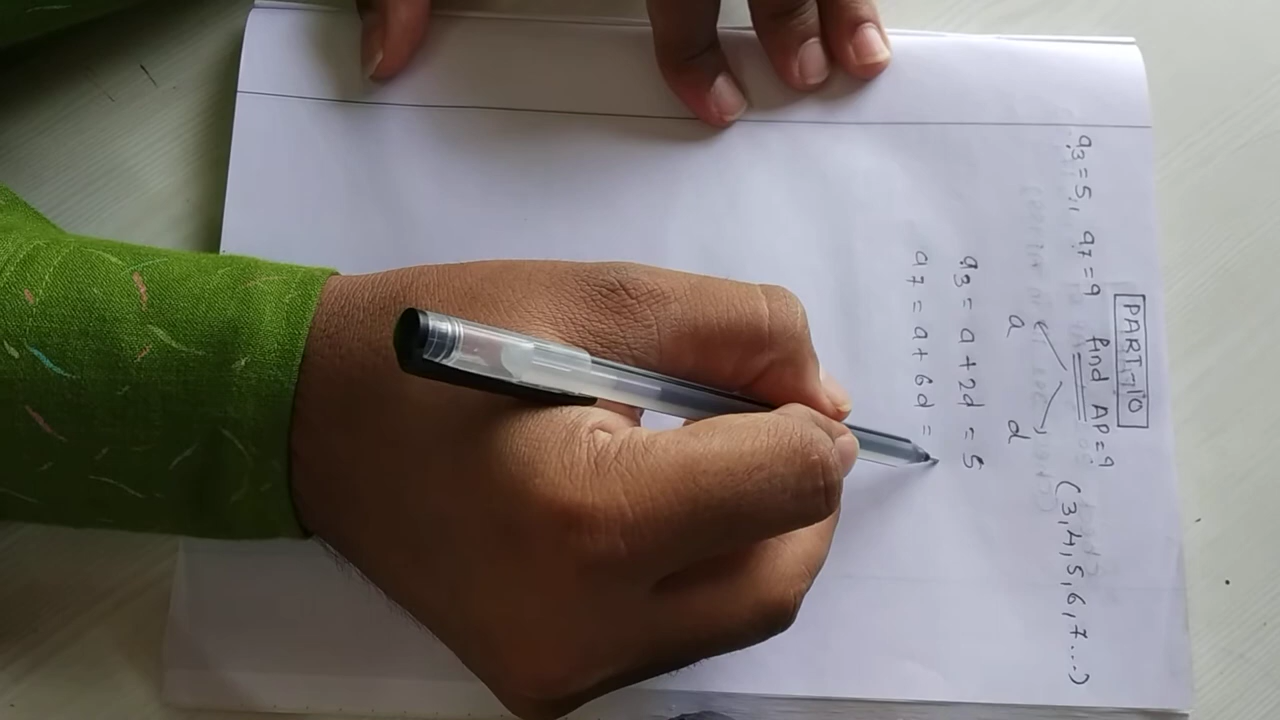 PART-10
a3 = 5, a7 = 9 find AP = ? (3, 4, 5, 6, 7...)
a d
a3 = a + 2d = 5
a7 = a + 6d =